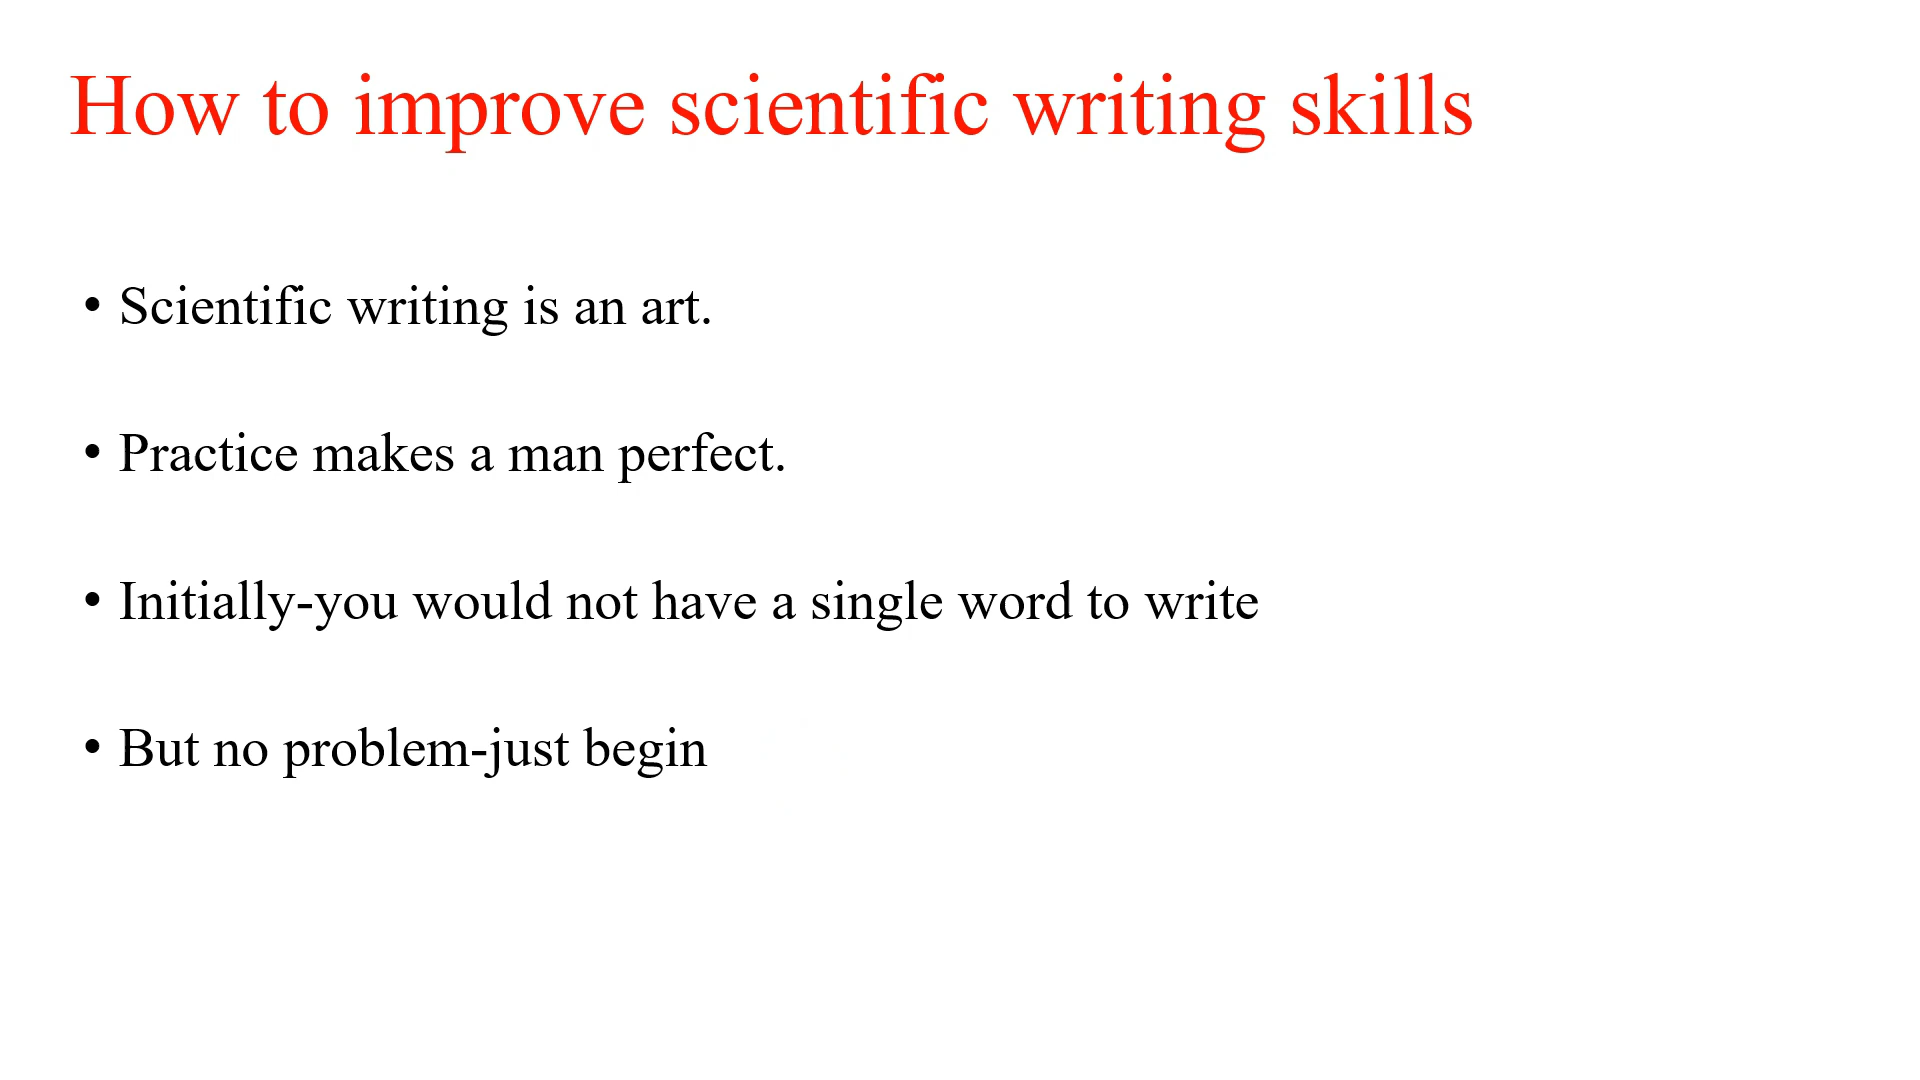 How to improve scientific writing skills
• Scientific writing is an art.
• Practice makes a man perfect.
• Initially-you would not have a single word to write
• But no problem-just begin